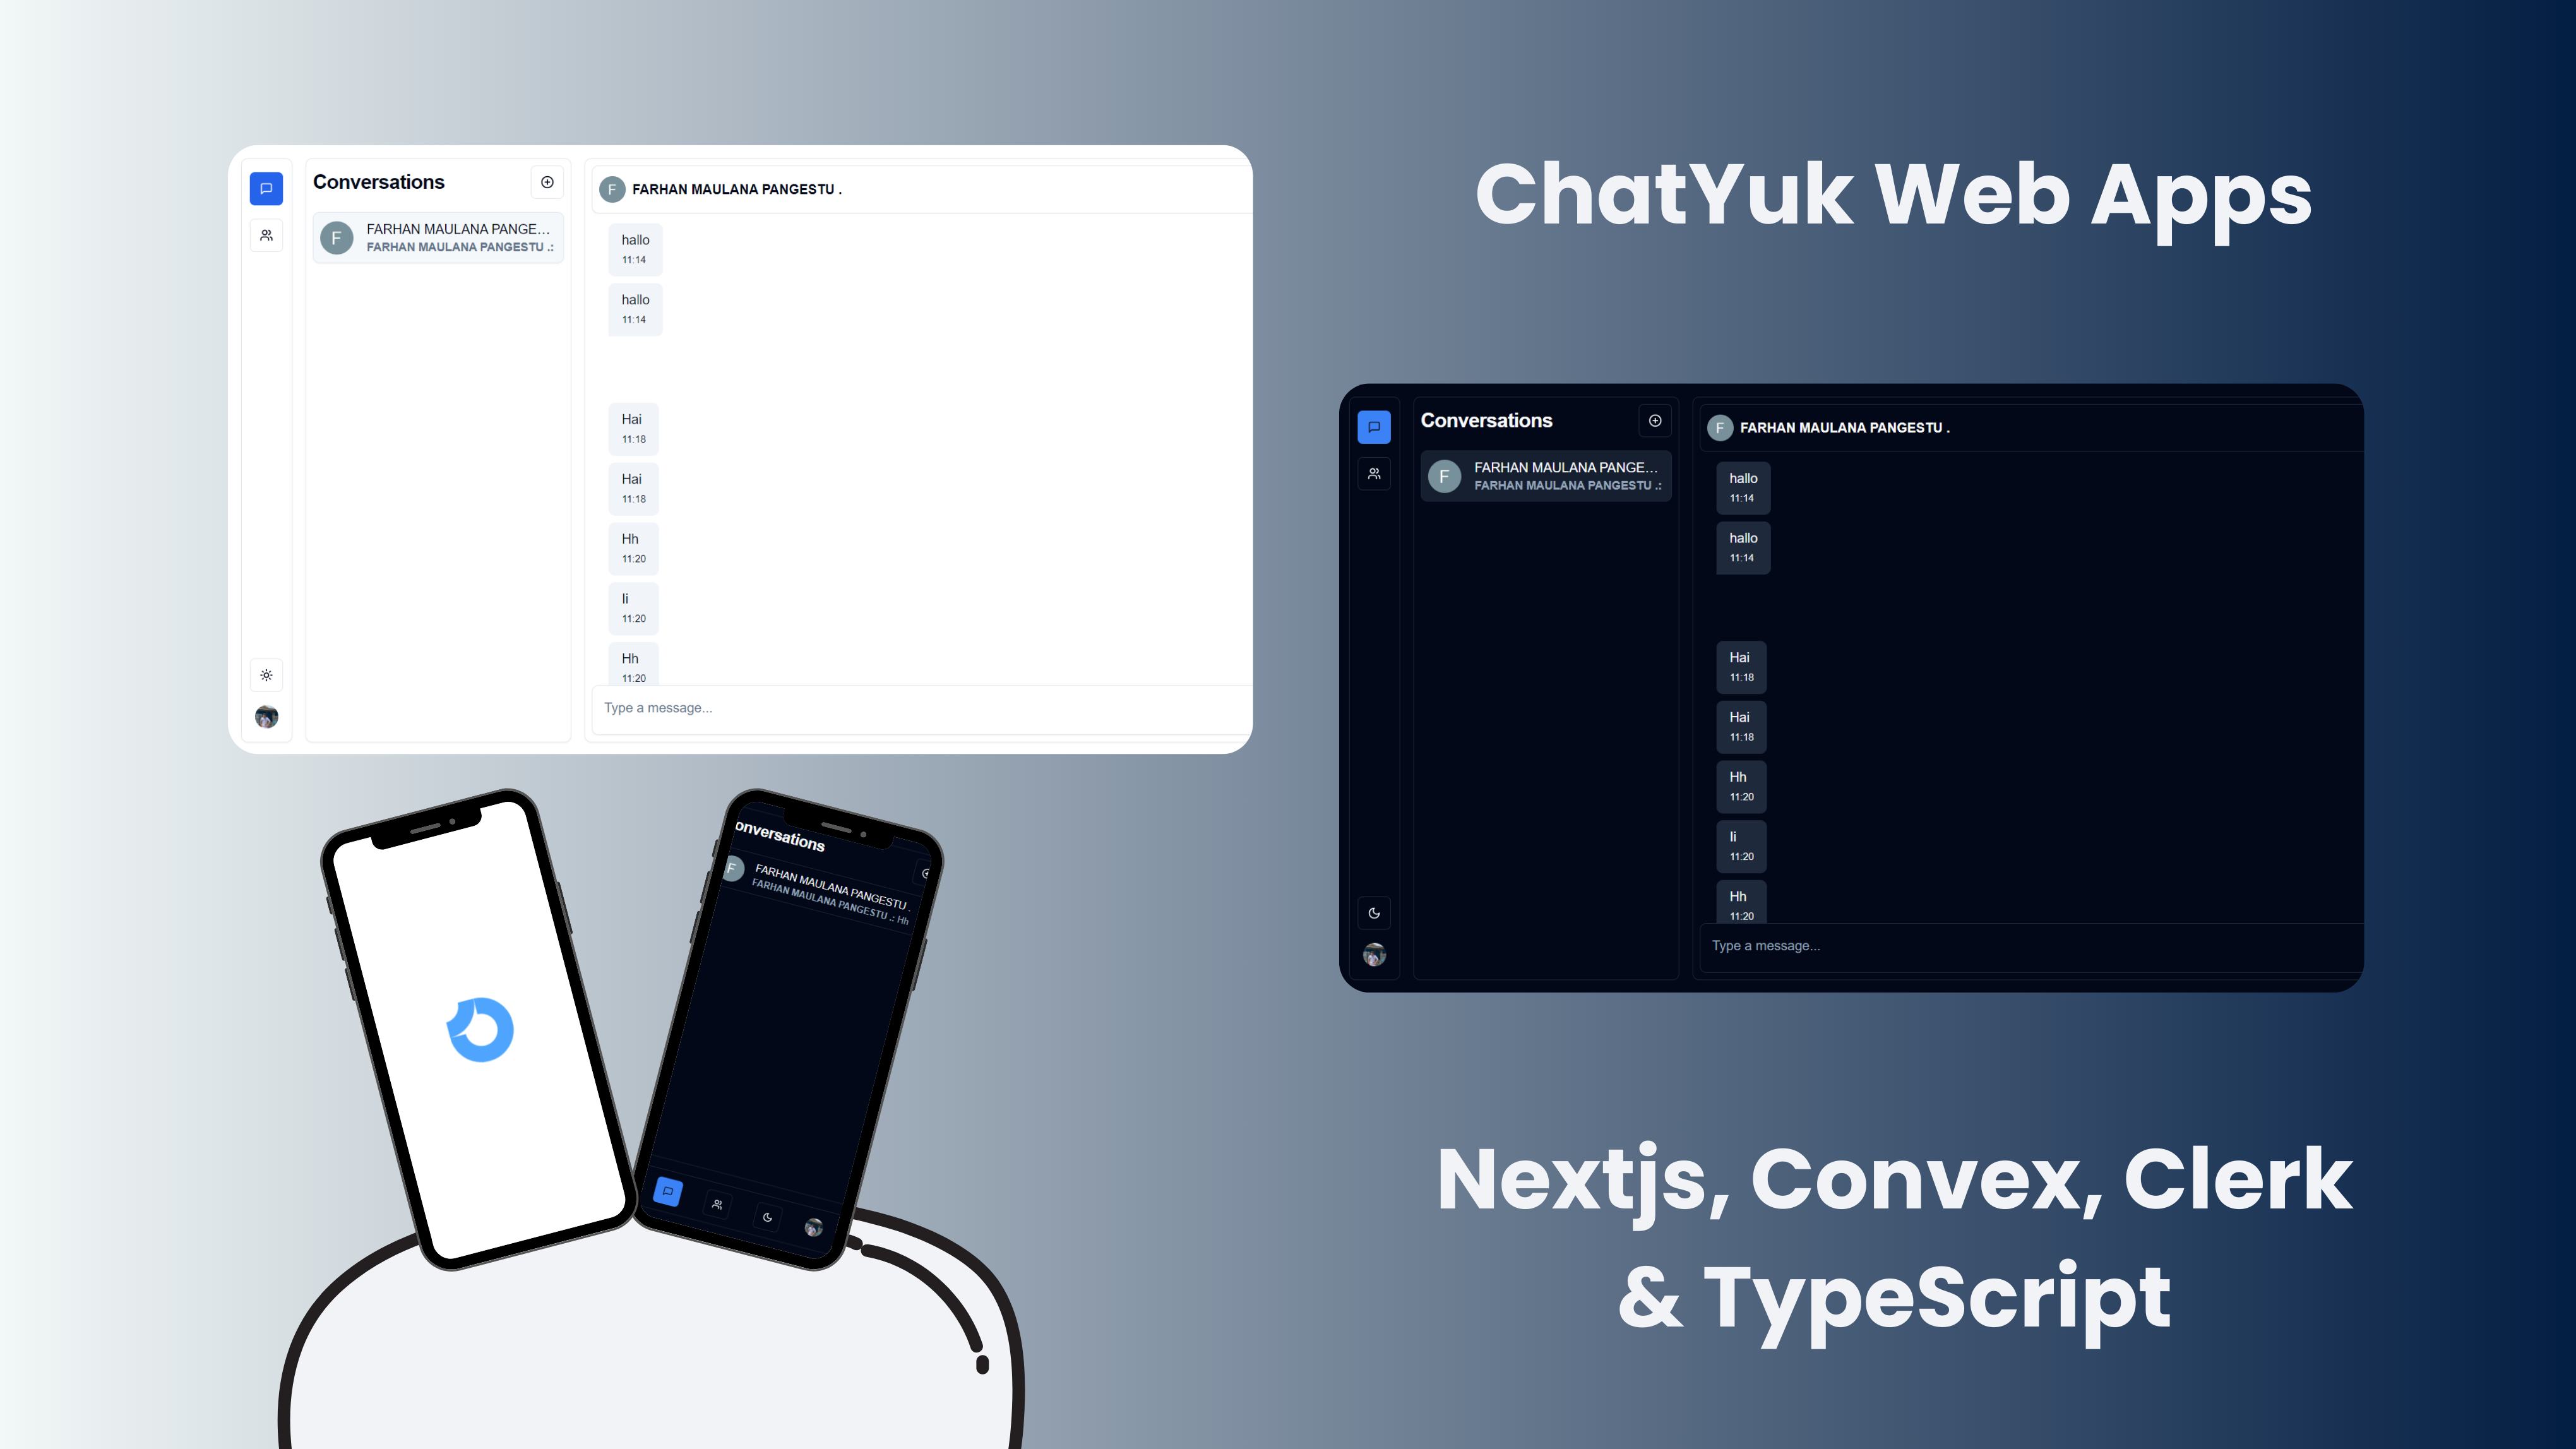 ChatYuk Web Apps
Conversations
F
FARHAN MAULANA PANGE...
FARHAN MAULANA PANGESTU .:
F
FARHAN MAULANA PANGESTU .
hallo
11:14
hallo
11:14
Hai
11:18
Hai
11:18
Hh
11:20
Ii
11:20
Hh
11:20
Type a message...
Conversations
F
FARHAN MAULANA PANGE...
FARHAN MAULANA PANGESTU .:
F
FARHAN MAULANA PANGESTU .
hallo
11:14
hallo
11:14
Hai
11:18
Hai
11:18
Hh
11:20
Ii
11:20
Hh
11:20
Type a message...
onversations
F
FARHAN MAULANA PANGESTU .
FARHAN MAULANA PANGESTU .: Hh
Nextjs, Convex, Clerk
& TypeScript